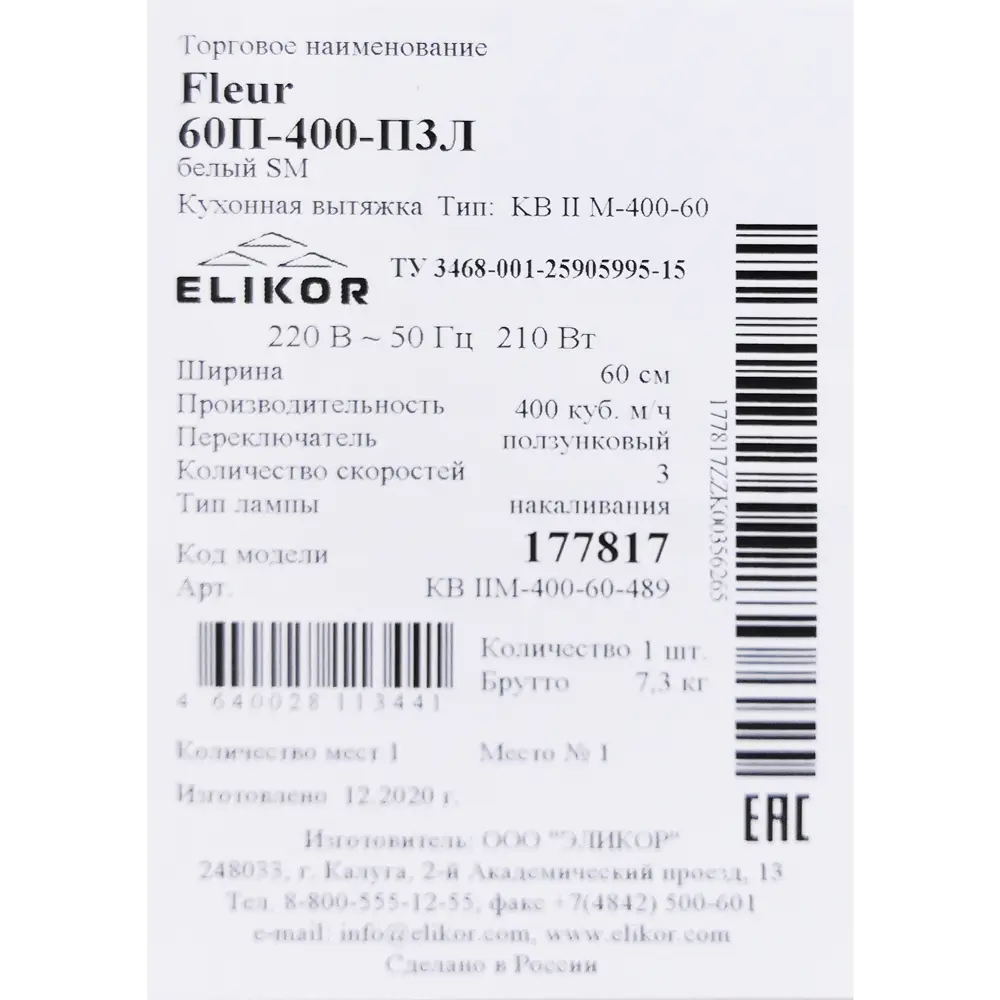 Торговое наименование
Fleur
60П-400-П3Л
белый SM
Кухонная вытяжка Тип: КВ II М-400-60
ELIKOR
ТУ 3468-001-25905995-15
220 В ~ 50 Гц 210 Вт
Ширина 60 см
Производительность 400 куб. м/ч
Переключатель ползунковый
Количество скоростей 3
Тип лампы накаливания
Код модели 177817
Арт. КВ IIМ-400-60-489
177817ZZK00356265
4 640028 113441
Количество 1 шт.
Брутто 7,3 кг
Количество мест 1 Место № 1
Изготовлено 12.2020 г.
EAC
Изготовитель: ООО "ЭЛИКОР"
248033, г. Калуга, 2-й Академический проезд, 13
Тел. 8-800-555-12-55, факс +7(4842) 500-601
e-mail: info@elikor.com, www.elikor.com
Сделано в России